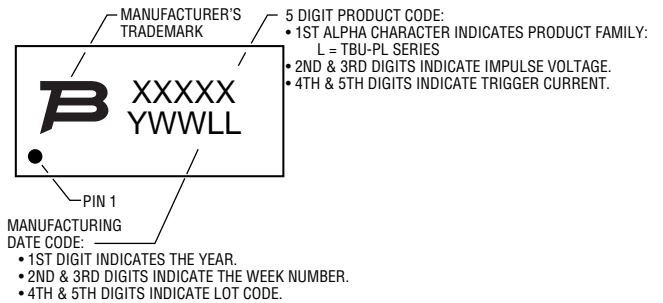 MANUFACTURER'S
TRADEMARK
5 DIGIT PRODUCT CODE:
• 1ST ALPHA CHARACTER INDICATES PRODUCT FAMILY:
L = TBU-PL SERIES
• 2ND & 3RD DIGITS INDICATE IMPULSE VOLTAGE.
• 4TH & 5TH DIGITS INDICATE TRIGGER CURRENT.
XXXXX
YWWLL
PIN 1
MANUFACTURING
DATE CODE:
• 1ST DIGIT INDICATES THE YEAR.
• 2ND & 3RD DIGITS INDICATE THE WEEK NUMBER.
• 4TH & 5TH DIGITS INDICATE LOT CODE.